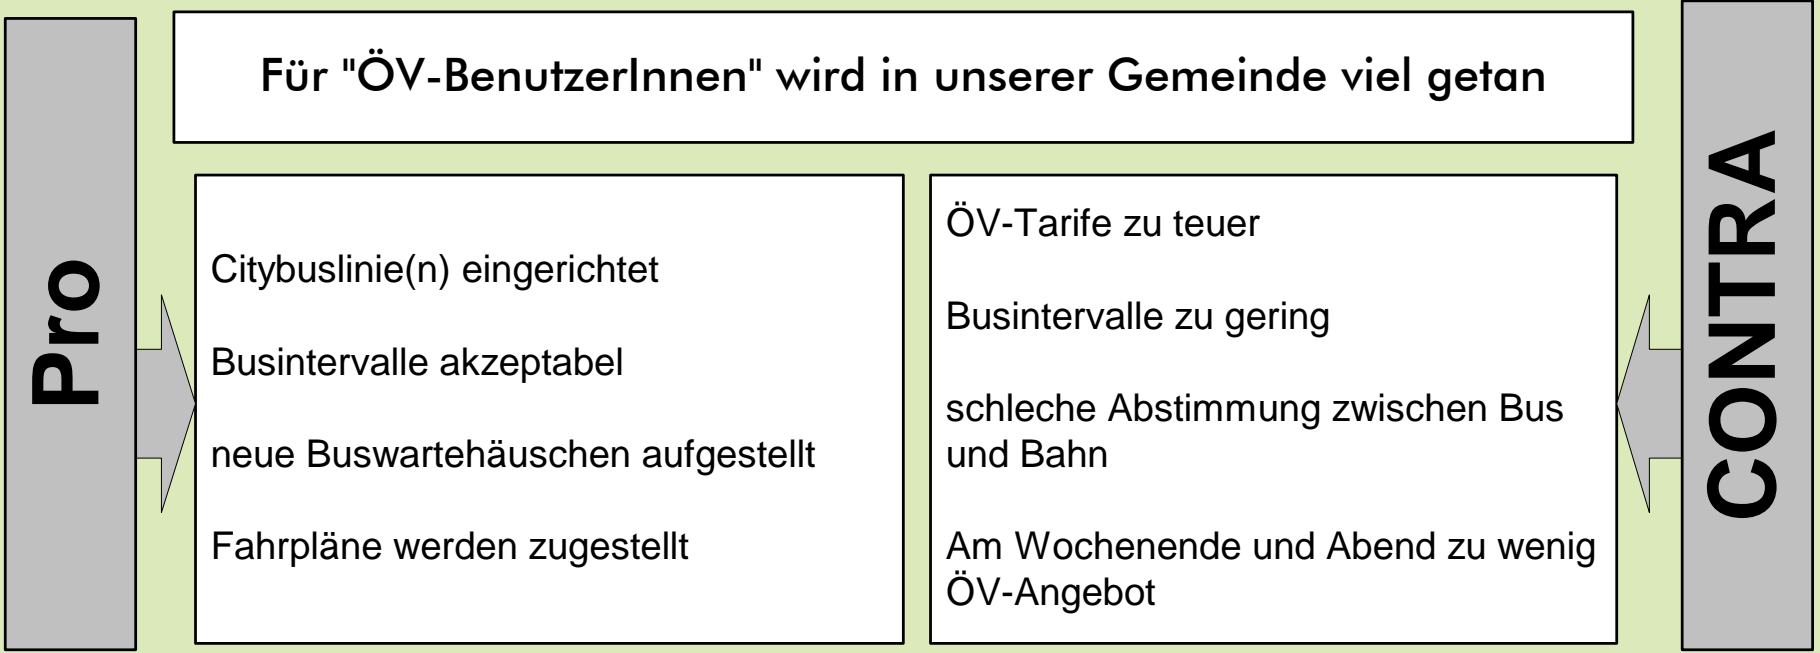 Für "ÖV-BenutzerInnen" wird in unserer Gemeinde viel getan
Pro
Citybuslinie(n) eingerichtet
Busintervalle akzeptabel
neue Buswartehäuschen aufgestellt
Fahrpläne werden zugestellt
ÖV-Tarife zu teuer
Busintervalle zu gering
schleche Abstimmung zwischen Bus
und Bahn
Am Wochenende und Abend zu wenig
ÖV-Angebot
CONTRA